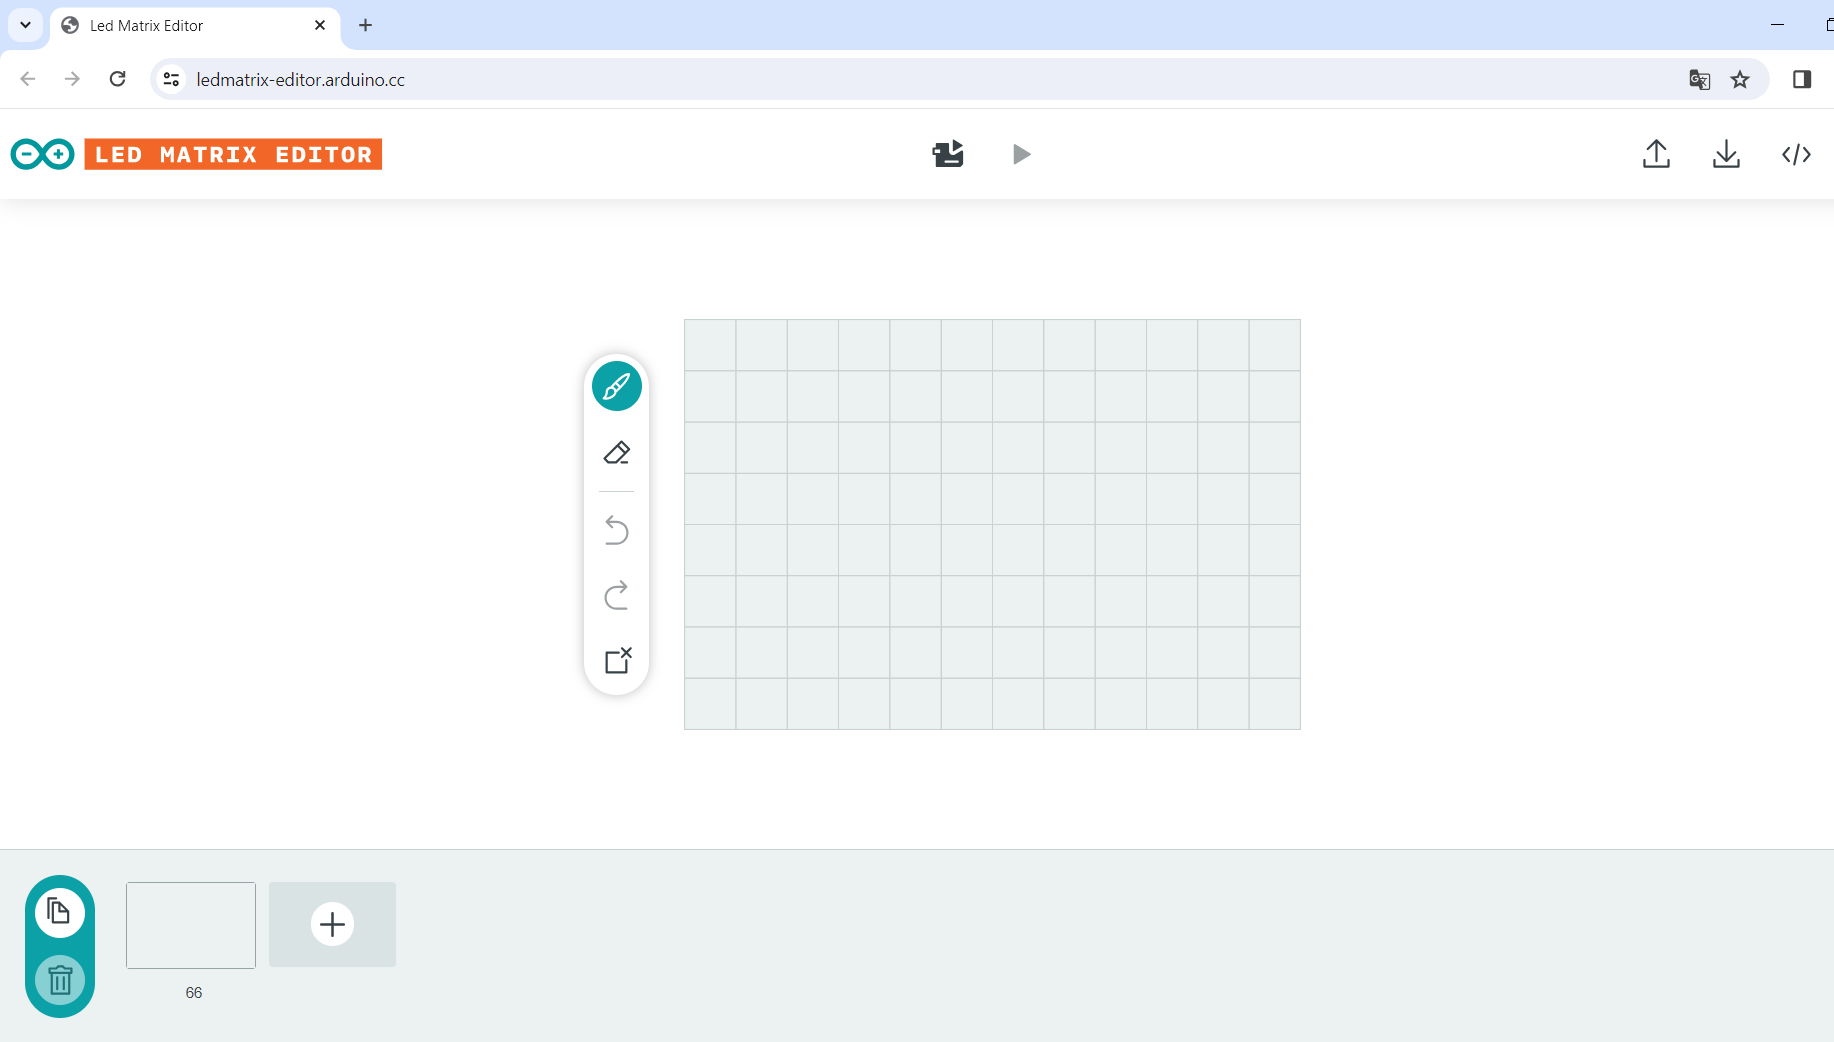 Led Matrix Editor
ledmatrix-editor.arduino.cc
LED MATRIX EDITOR
66